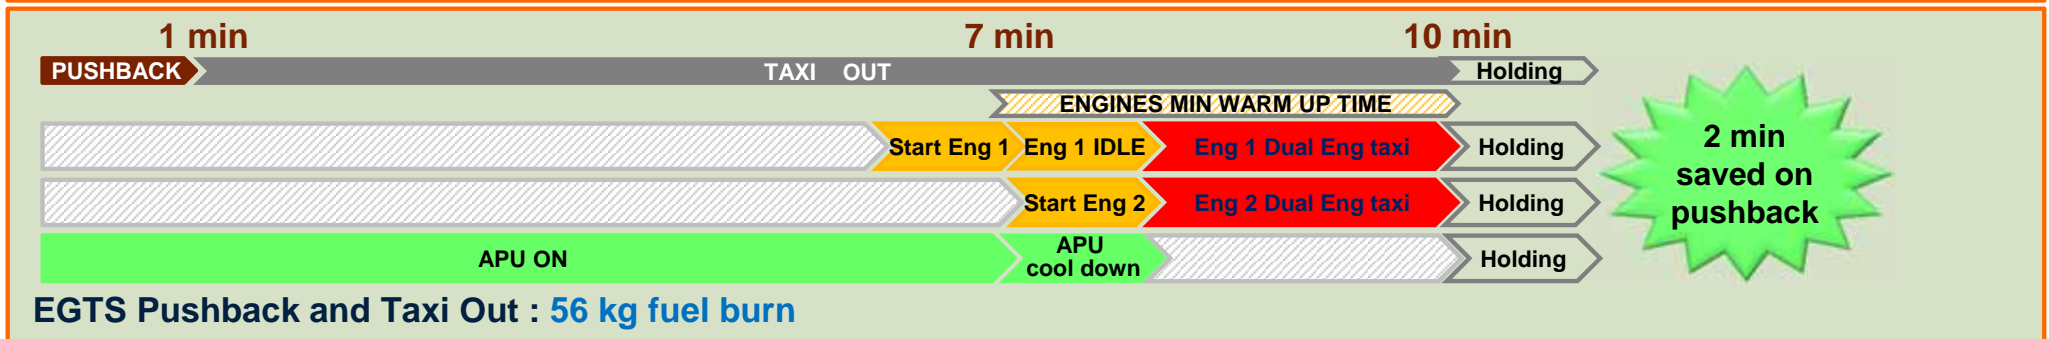 1 min 7 min 10 min
PUSHBACK TAXI OUT Holding
ENGINES MIN WARM UP TIME
Start Eng 1 Eng 1 IDLE Eng 1 Dual Eng taxi Holding
Start Eng 2 Eng 2 Dual Eng taxi Holding
APU ON APU cool down Holding
2 min
saved on
pushback
EGTS Pushback and Taxi Out : 56 kg fuel burn